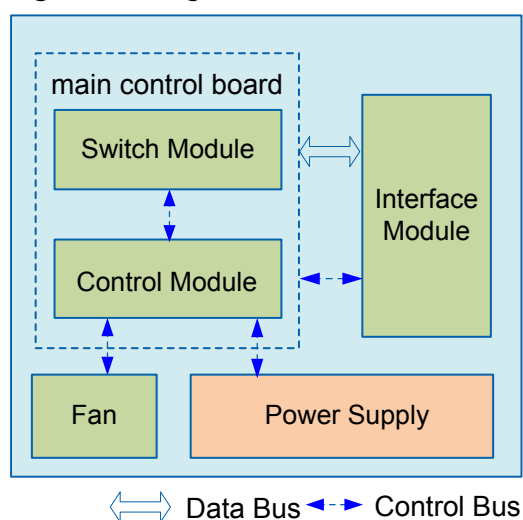 main control board
Switch Module
Interface
Module
Control Module
Fan
Power Supply
Data Bus
Control Bus